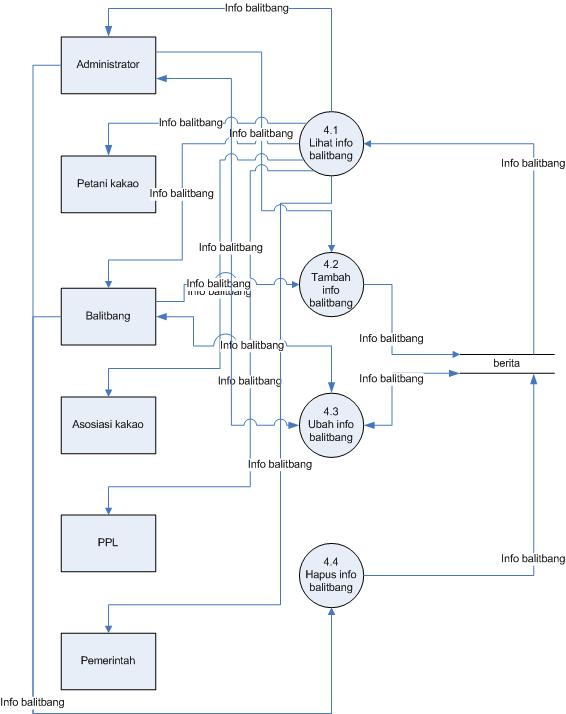 Info balitbang
Administrator
Info balitbang
Info balitbang
4.1
Lihat info
balitbang
Info balitbang
Petani kakao
Info balitbang
Info balitbang
4.2
Tambah
info
balitbang
Info balitbang
Info balitbang
Balitbang
Info balitbang
Info balitbang
berita
Info balitbang
Info balitbang
Asosiasi kakao
4.3
Ubah info
balitbang
Info balitbang
PPL
4.4
Hapus info
balitbang
Info balitbang
Pemerintah
Info balitbang